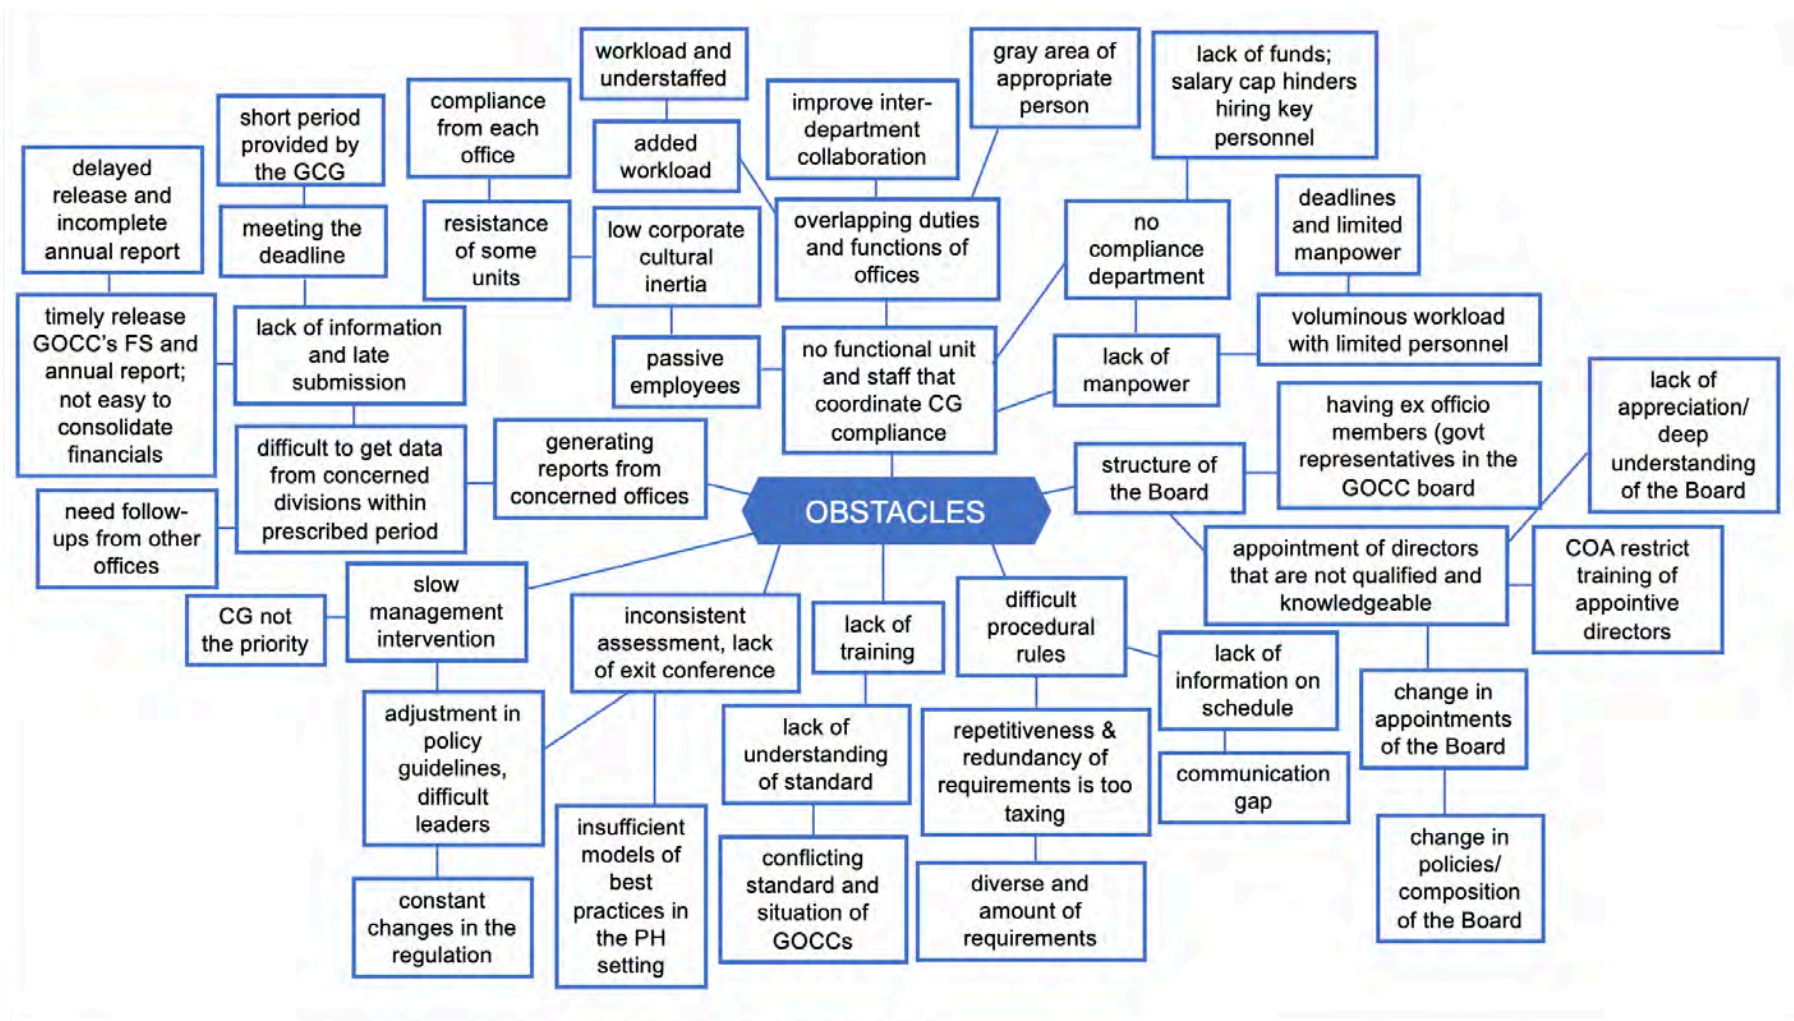 workload and
understaffed
gray area of
appropriate
person
lack of funds;
salary cap hinders
hiring key
personnel
compliance
from each
office
improve inter-
department
collaboration
short period
provided by
the GCG
added
workload
delayed
release and
incomplete
annual report
meeting the
deadline
resistance
of some
units
low corporate
cultural
inertia
overlapping duties
and functions of
offices
no
compliance
department
deadlines
and limited
manpower
timely release
GOCC's FS and
annual report;
not easy to
consolidate
financials
lack of information
and late
submission
passive
employees
no functional unit
and staff that
coordinate CG
compliance
lack of
manpower
voluminous workload
with limited personnel
lack of
appreciation/
deep
understanding
of the Board
difficult to get data
from concerned
divisions within
prescribed period
generating
reports from
concerned offices
structure of
the Board
having ex officio
members (govt
representatives in the
GOCC board
need follow-
ups from other
offices
OBSTACLES
appointment of directors
that are not qualified and
knowledgeable
COA restrict
training of
appointive
directors
CG not
the priority
slow
management
intervention
inconsistent
assessment, lack
of exit conference
lack of
training
difficult
procedural
rules
lack of
information on
schedule
change in
appointments
of the Board
adjustment in
policy
guidelines,
difficult
leaders
lack of
understanding
of standard
repetitiveness &
redundancy of
requirements is too
taxing
communication
gap
insufficient
models of
best
practices in
the PH
setting
conflicting
standard and
situation of
GOCCs
diverse and
amount of
requirements
change in
policies/
composition
of the Board
constant
changes in the
regulation